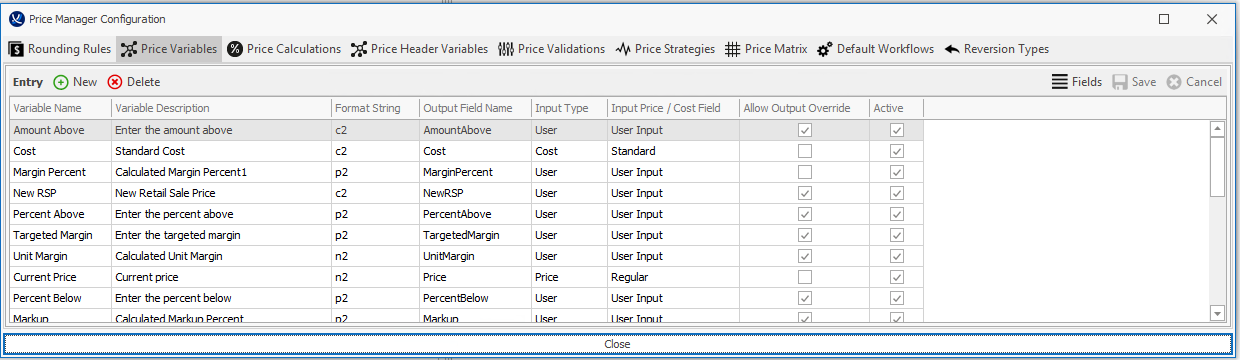 Price Manager Configuration
Rounding Rules Price Variables Price Calculations Price Header Variables Price Validations Price Strategies Price Matrix Default Workflows Reversion Types
Entry New Delete Fields Save Cancel
Variable Name Variable Description Format String Output Field Name Input Type Input Price / Cost Field Allow Output Override Active
Amount Above Enter the amount above c2 AmountAbove User User Input
Cost Standard Cost c2 Cost Cost Standard
Margin Percent Calculated Margin Percent1 p2 MarginPercent User User Input
New RSP New Retail Sale Price c2 NewRSP User User Input
Percent Above Enter the percent above p2 PercentAbove User User Input
Targeted Margin Enter the targeted margin p2 TargetedMargin User User Input
Unit Margin Calculated Unit Margin n2 UnitMargin User User Input
Current Price Current price n2 Price Price Regular
Percent Below Enter the percent below p2 PercentBelow User User Input
Markup Calculated Markup Percent p2 Markup User User Input
Close